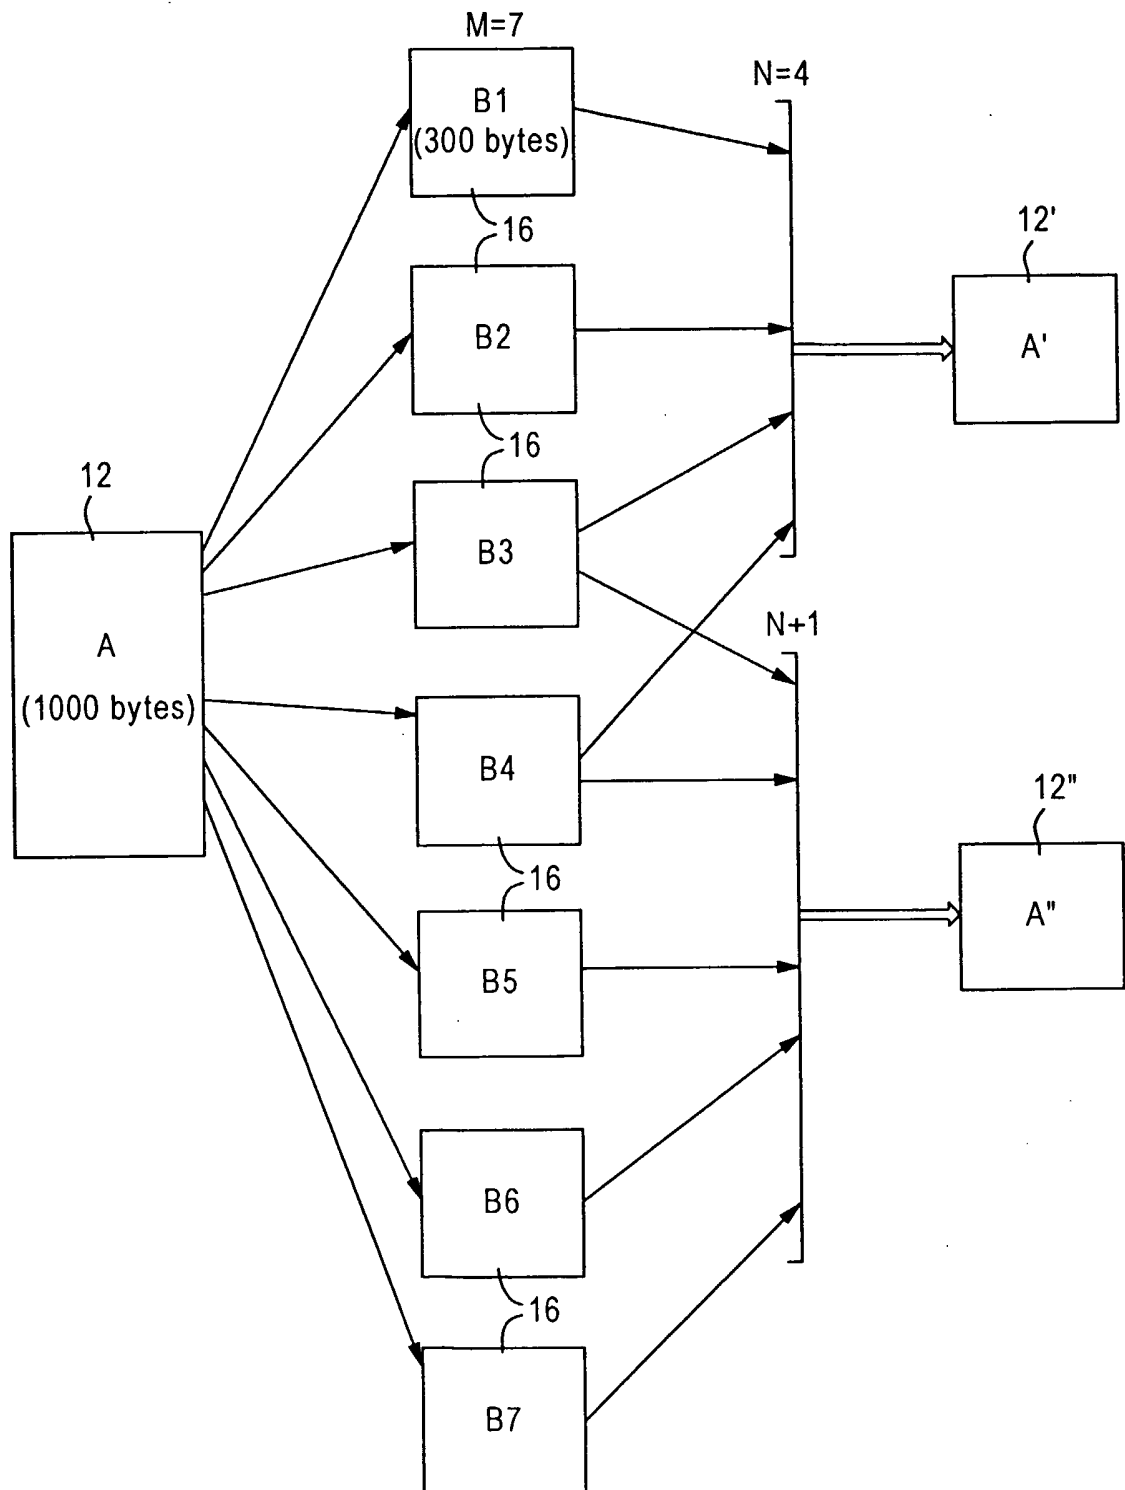 M=7
B1
(300 bytes)
N=4
16
12'
B2
A'
16
12
B3
A
(1000 bytes)
N+1
B4
12"
16
A"
B5
B6
16
B7